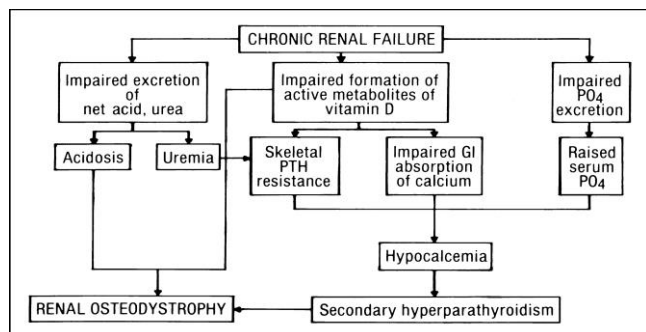 CHRONIC RENAL FAILURE
Impaired excretion
of
net acid, urea
Impaired formation of
active metabolites of
vitamin D
Impaired
PO4
excretion
Acidosis
Uremia
Skeletal
PTH
resistance
Impaired GI
absorption
of calcium
Raised
serum
PO4
Hypocalcemia
RENAL OSTEODYSTROPHY
Secondary hyperparathyroidism